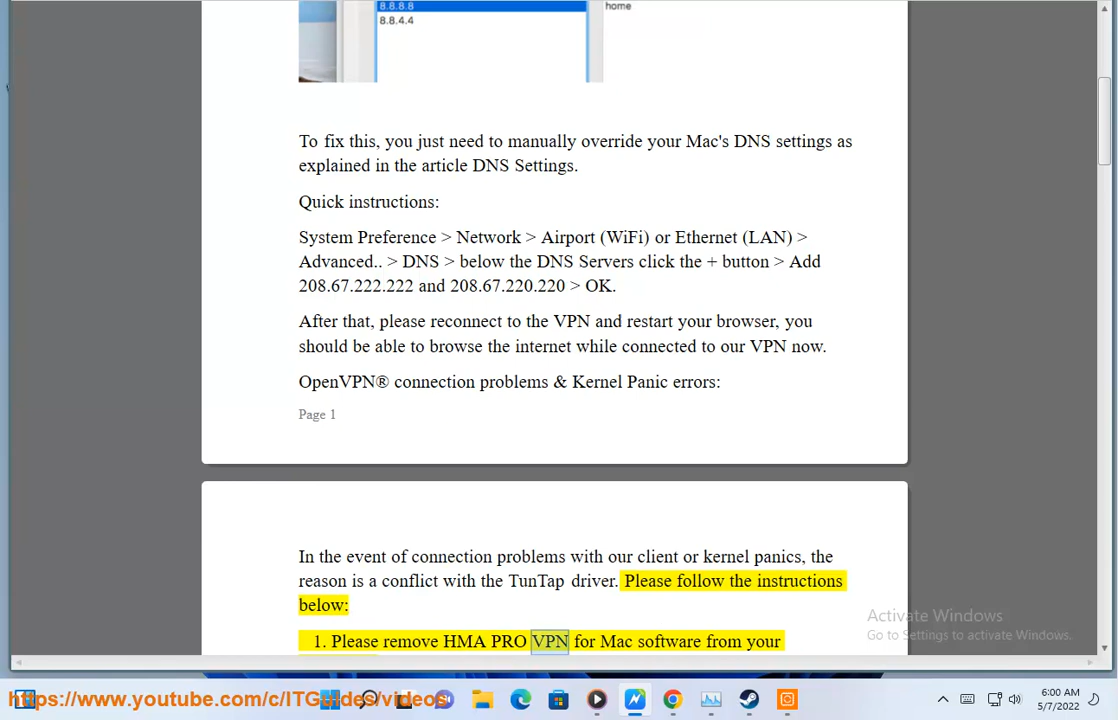 8.8.8.8
home
8.8.4.4
To fix this, you just need to manually override your Mac's DNS settings as
explained in the article DNS Settings.
Quick instructions:
System Preference > Network > Airport (WiFi) or Ethernet (LAN) >
Advanced.. > DNS > below the DNS Servers click the + button > Add
208.67.222.222 and 208.67.220.220 > OK.
After that, please reconnect to the VPN and restart your browser, you
should be able to browse the internet while connected to our VPN now.
OpenVPN® connection problems & Kernel Panic errors:
Page 1
In the event of connection problems with our client or kernel panics, the
reason is a conflict with the TunTap driver. Please follow the instructions
below:
1. Please remove HMA PRO VPN for Mac software from your
Activate Windows
Go to Settings to activate Windows.
https://www.youtube.com/c/ITGuides/videos
6:00 AM
5/7/2022